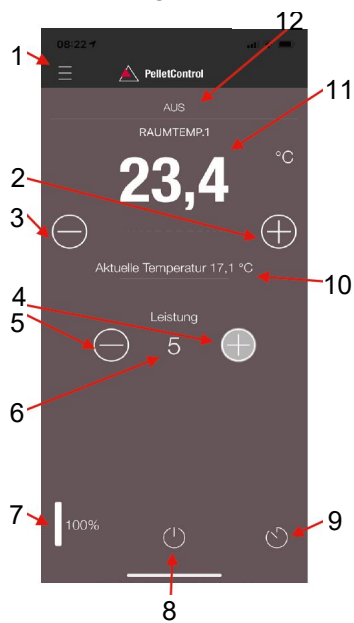 12
08:22
1
PelletControl
11
AUS
RAUMTEMP.1
23,4 °C
2
3
Aktuelle Temperatur 17,1 °C
10
4
Leistung
5
5
6
7
100%
9
8